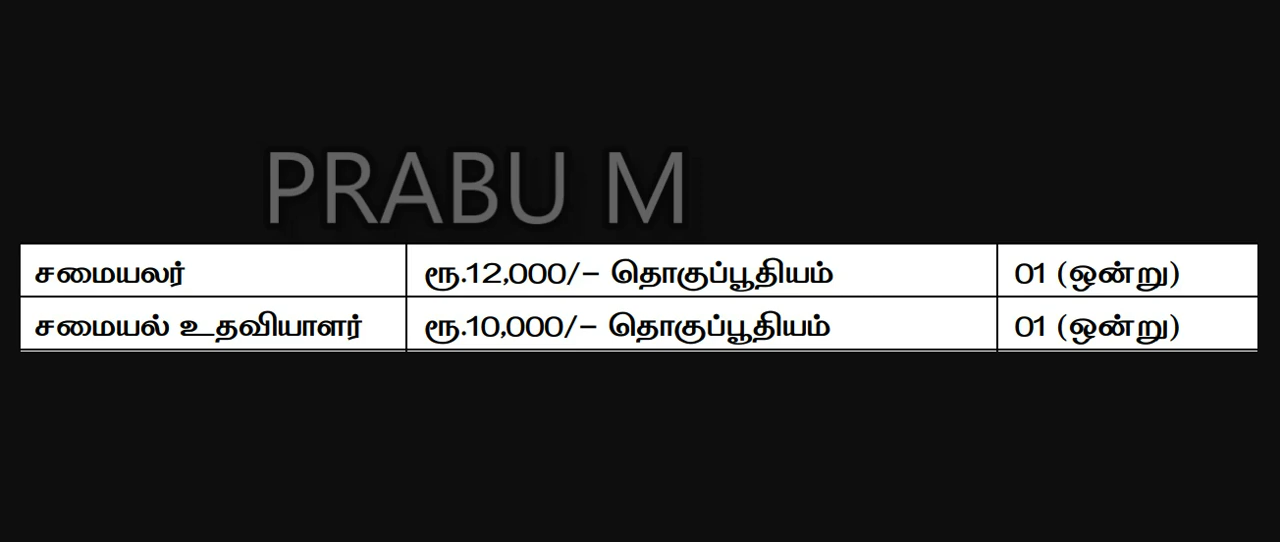 PRABU M
சமையலர் ரூ.12,000/– தொகுப்பூதியம் 01 (ஒன்று)
சமையல் உதவியாளர் ரூ.10,000/– தொகுப்பூதியம் 01 (ஒன்று)